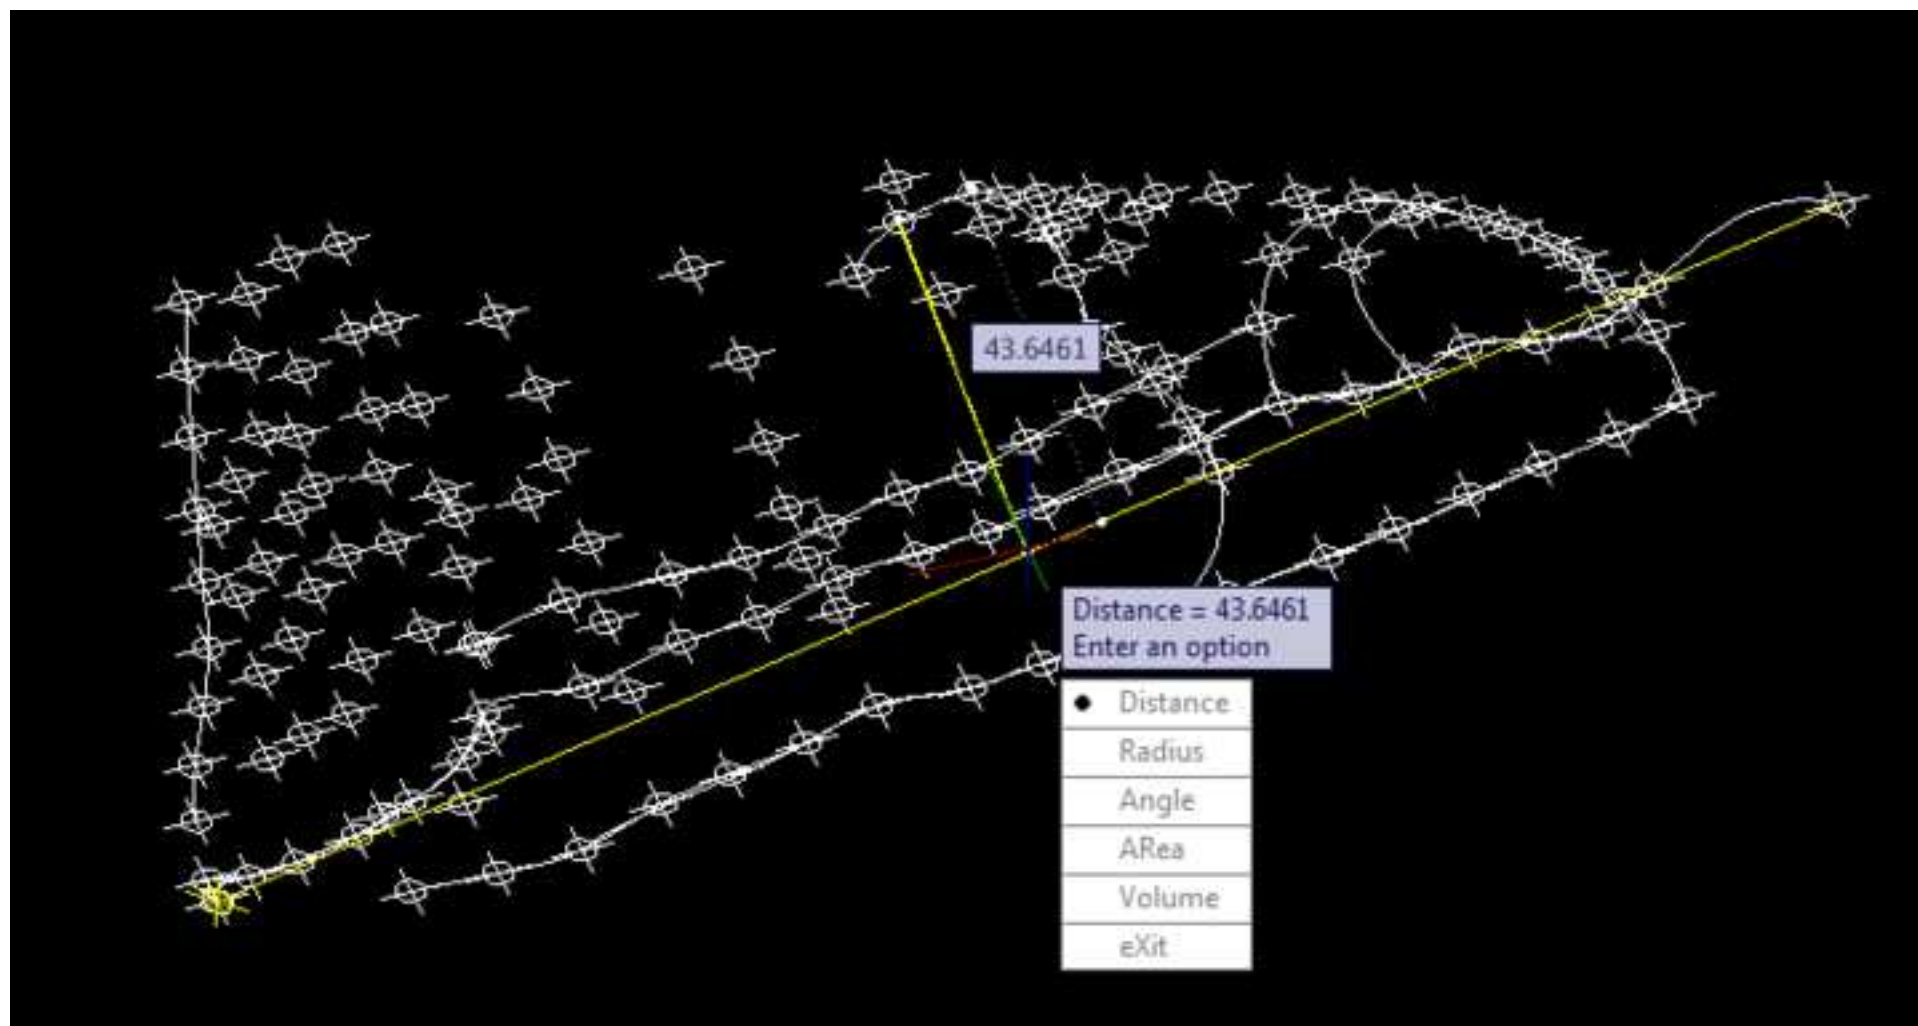 43.6461
Distance = 43.6461
Enter an option
Distance
Radius
Angle
ARea
Volume
eXit